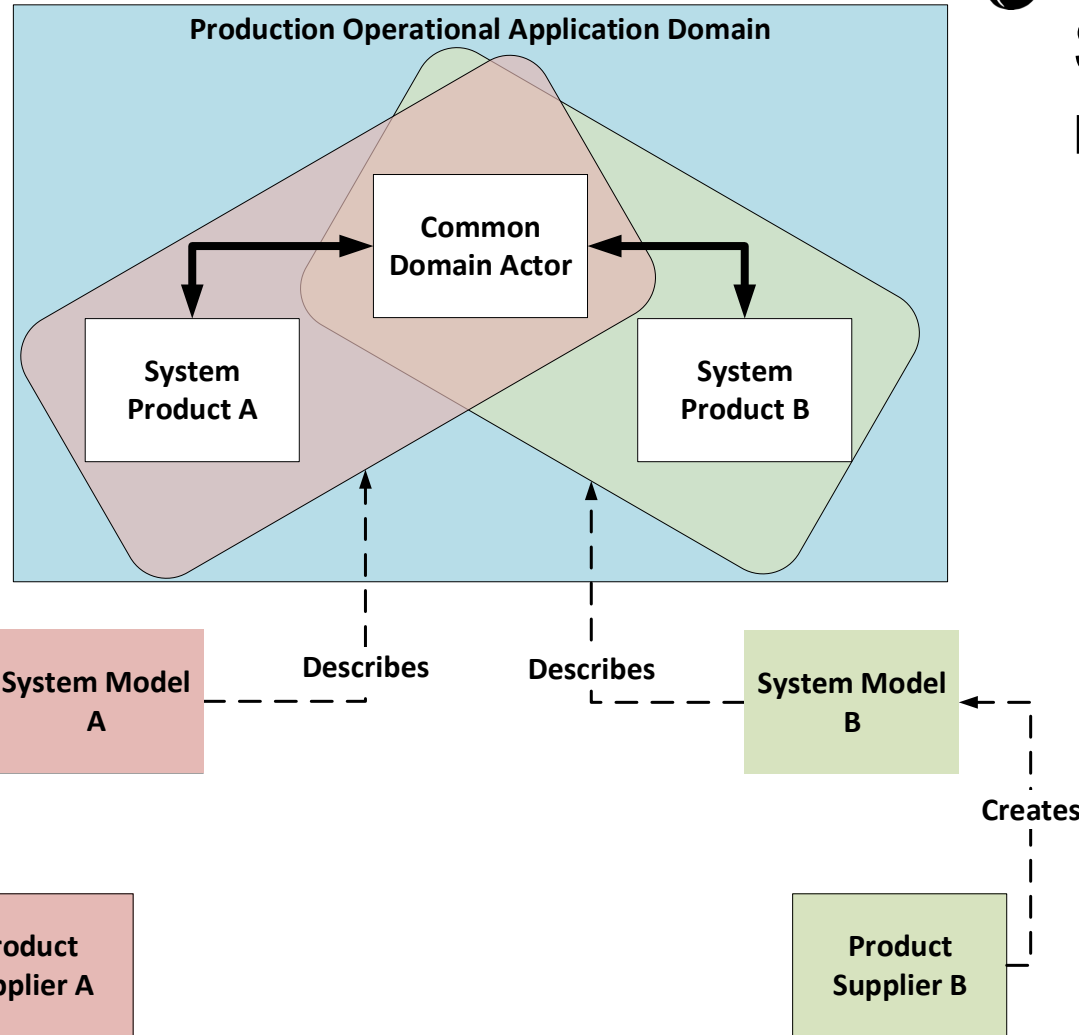 Production Operational Application Domain
Common
Domain Actor
System
Product A
System
Product B
Describes
Describes
System Model
A
System Model
B
Creates
Product
Supplier B
A